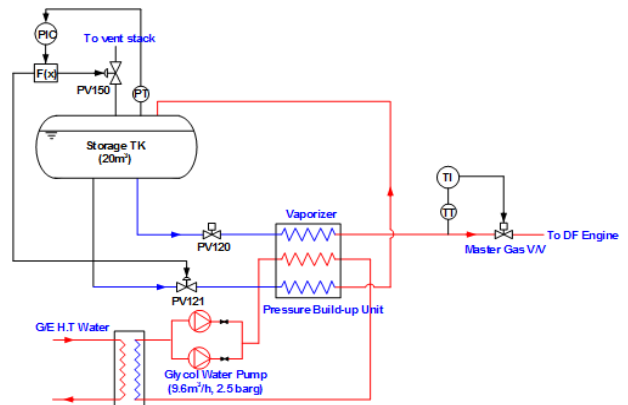 PIC
To vent stack
F(x)
PV150
PT
Storage TK
(20m³)
TI
Vaporizer
TT
To DF Engine
PV120
Master Gas V/V
PV121
Pressure Build-up Unit
G/E H.T Water
Glycol Water Pump
(9.6m³/h, 2.5 barg)